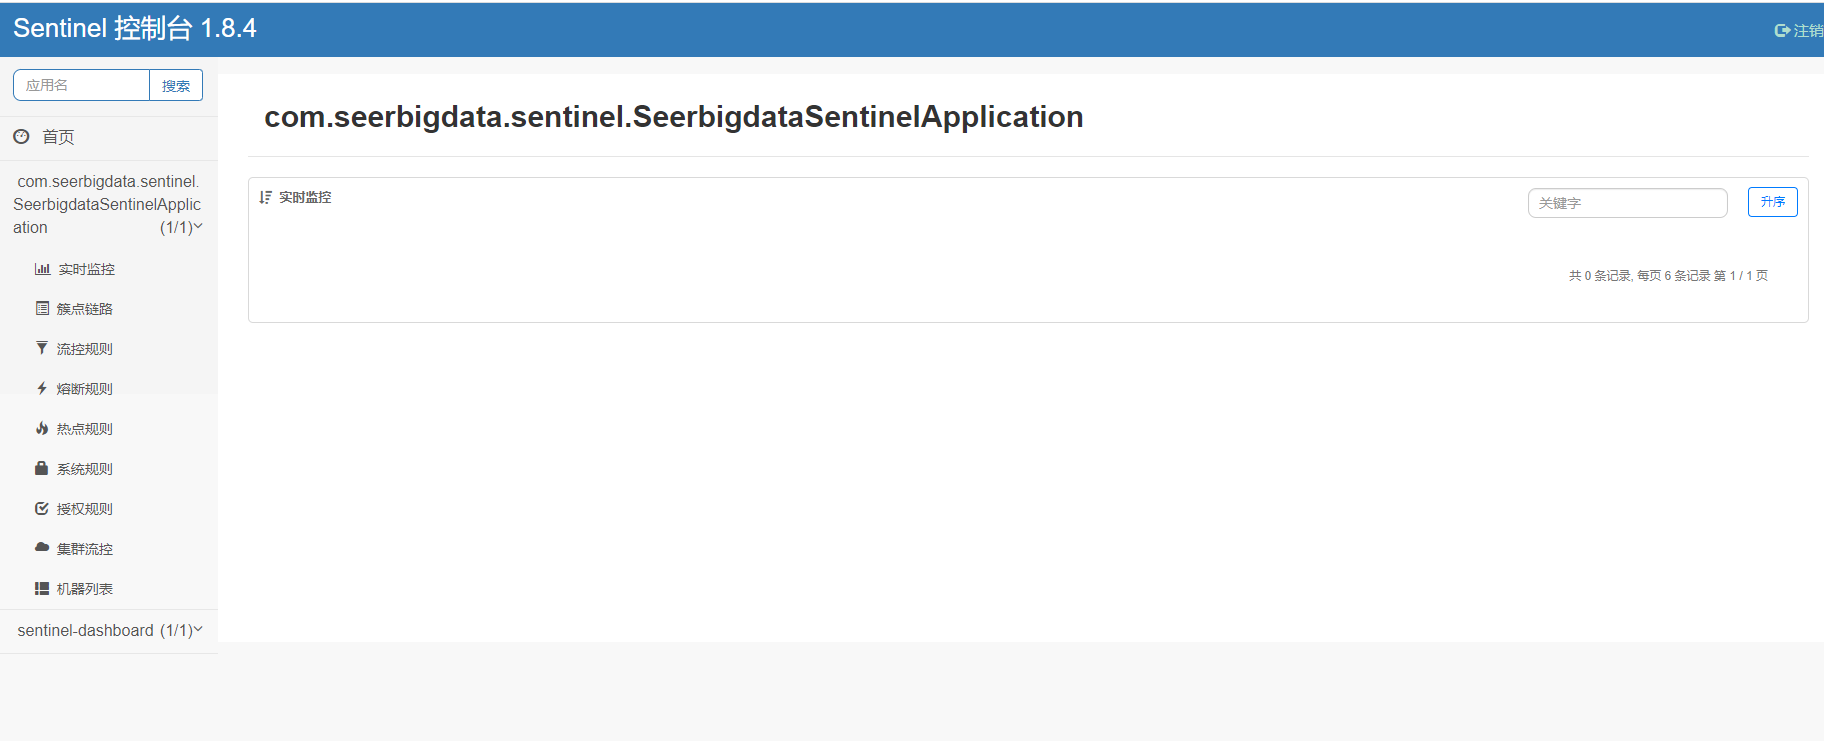 Sentinel 控制台 1.8.4
注销
应用名
搜索
首页
com.seerbigdata.sentinel.
SeerbigdataSentinelApplic
ation (1/1)
实时监控
簇点链路
流控规则
熔断规则
热点规则
系统规则
授权规则
集群流控
机器列表
sentinel-dashboard (1/1)
com.seerbigdata.sentinel.SeerbigdataSentinelApplication
实时监控
关键字
升序
共 0 条记录, 每页 6 条记录 第 1 / 1 页